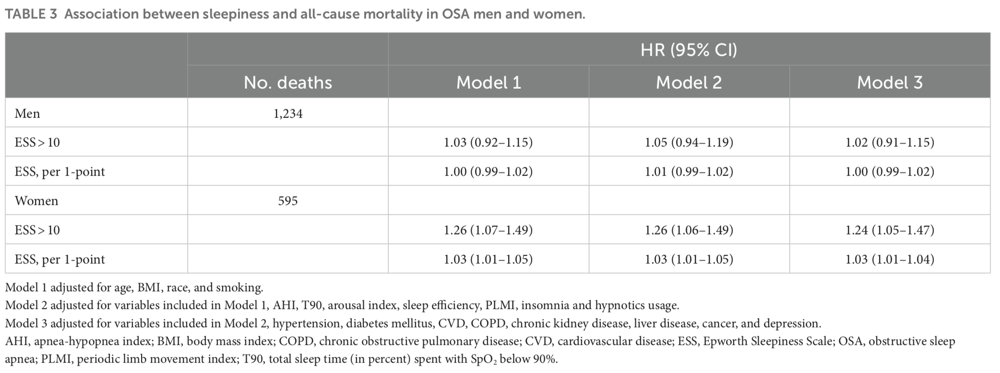 TABLE 3 Association between sleepiness and all-cause mortality in OSA men and women.
HR (95% CI)
No. deaths Model 1 Model 2 Model 3
Men 1,234
ESS > 10 1.03 (0.92–1.15) 1.05 (0.94–1.19) 1.02 (0.91–1.15)
ESS, per 1-point 1.00 (0.99–1.02) 1.01 (0.99–1.02) 1.00 (0.99–1.02)
Women 595
ESS > 10 1.26 (1.07–1.49) 1.26 (1.06–1.49) 1.24 (1.05–1.47)
ESS, per 1-point 1.03 (1.01–1.05) 1.03 (1.01–1.05) 1.03 (1.01–1.04)
Model 1 adjusted for age, BMI, race, and smoking.
Model 2 adjusted for variables included in Model 1, AHI, T90, arousal index, sleep efficiency, PLMI, insomnia and hypnotics usage.
Model 3 adjusted for variables included in Model 2, hypertension, diabetes mellitus, CVD, COPD, chronic kidney disease, liver disease, cancer, and depression.
AHI, apnea-hypopnea index; BMI, body mass index; COPD, chronic obstructive pulmonary disease; CVD, cardiovascular disease; ESS, Epworth Sleepiness Scale; OSA, obstructive sleep
apnea; PLMI, periodic limb movement index; T90, total sleep time (in percent) spent with SpO₂ below 90%.